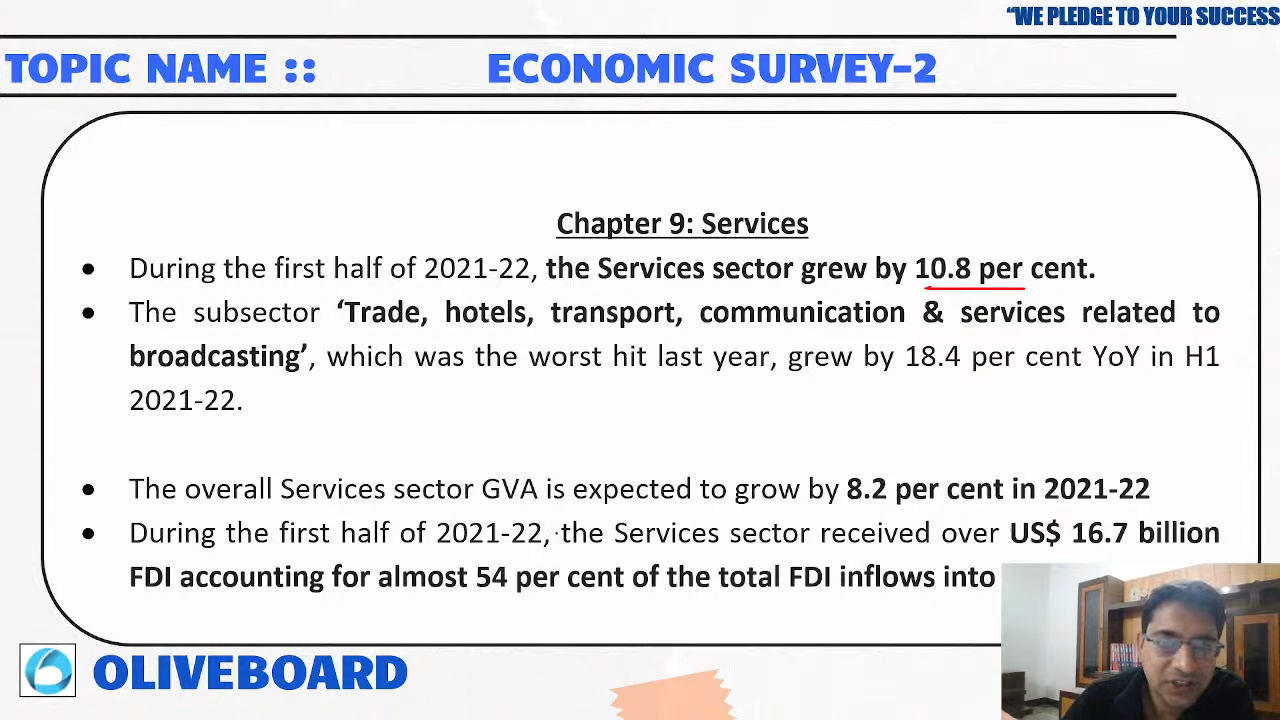 “WE PLEDGE TO YOUR SUCCESS
TOPIC NAME :: ECONOMIC SURVEY-2
Chapter 9: Services
• During the first half of 2021-22, the Services sector grew by 10.8 per cent.
• The subsector ‘Trade, hotels, transport, communication & services related to
broadcasting’, which was the worst hit last year, grew by 18.4 per cent YoY in H1
2021-22.
• The overall Services sector GVA is expected to grow by 8.2 per cent in 2021-22
• During the first half of 2021-22, the Services sector received over US$ 16.7 billion
FDI accounting for almost 54 per cent of the total FDI inflows into
OLIVEBOARD